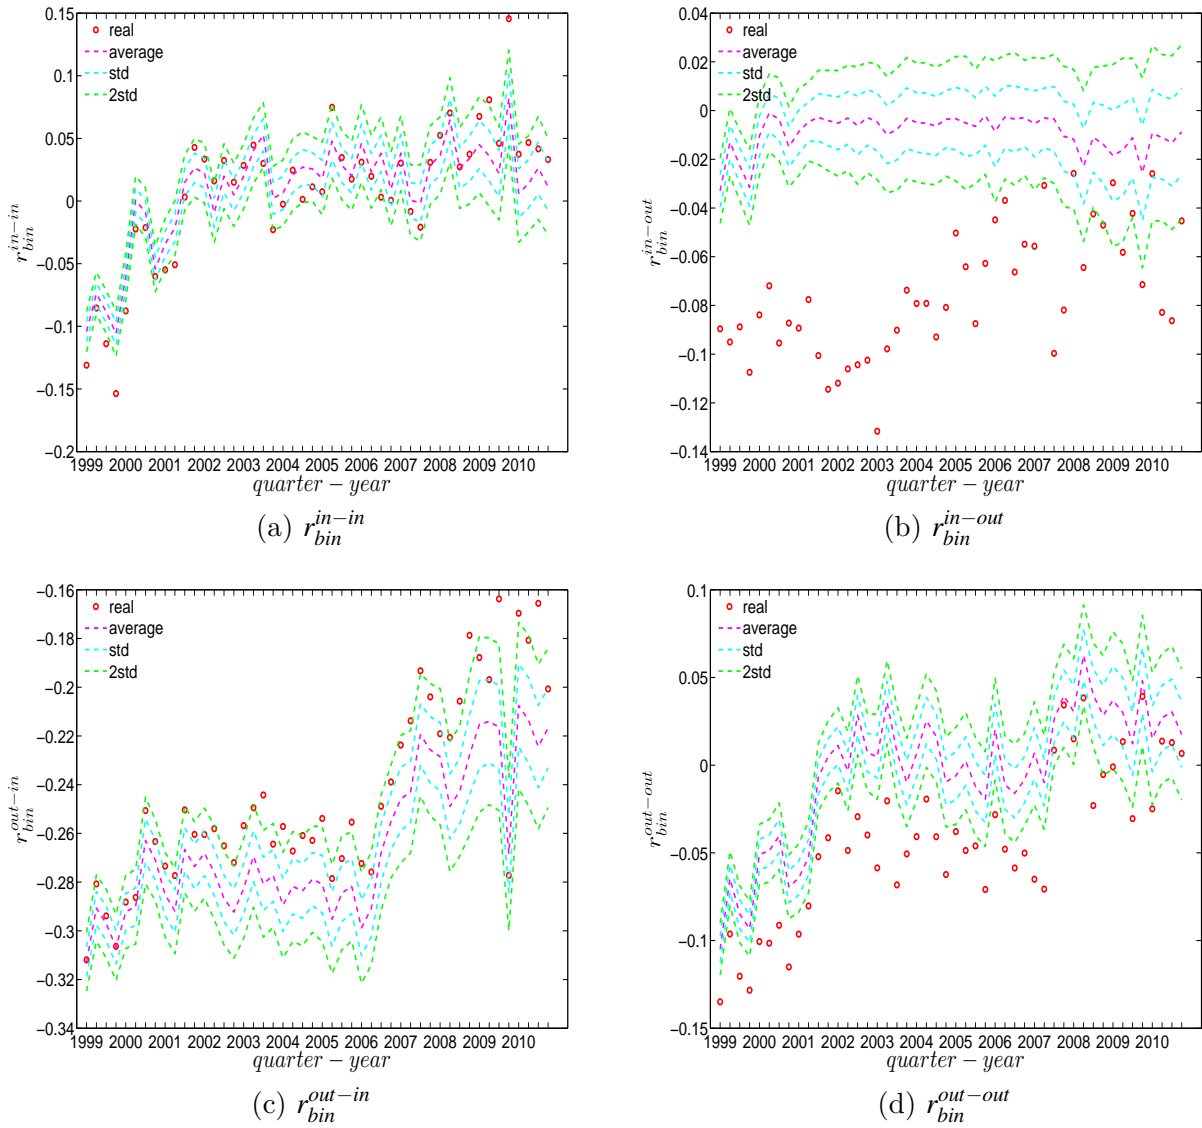 0.15
0.1
0.05
0
−0.05
−0.1
−0.15
−0.2
r_{bin}^{in−in}
real
average
std
2std
1999 2000 2001 2002 2003 2004 2005 2006 2007 2008 2009 2010
quarter − year
(a) r_{bin}^{in−in}
0.04
0.02
0
−0.02
−0.04
−0.06
−0.08
−0.1
−0.12
−0.14
r_{bin}^{in−out}
real
average
std
2std
1999 2000 2001 2002 2003 2004 2005 2006 2007 2008 2009 2010
quarter − year
(b) r_{bin}^{in−out}
−0.16
−0.18
−0.2
−0.22
−0.24
−0.26
−0.28
−0.3
−0.32
−0.34
r_{bin}^{out−in}
real
average
std
2std
1999 2000 2001 2002 2003 2004 2005 2006 2007 2008 2009 2010
quarter − year
(c) r_{bin}^{out−in}
0.1
0.05
0
−0.05
−0.1
−0.15
r_{bin}^{out−out}
real
average
std
2std
1999 2000 2001 2002 2003 2004 2005 2006 2007 2008 2009 2010
quarter − year
(d) r_{bin}^{out−out}